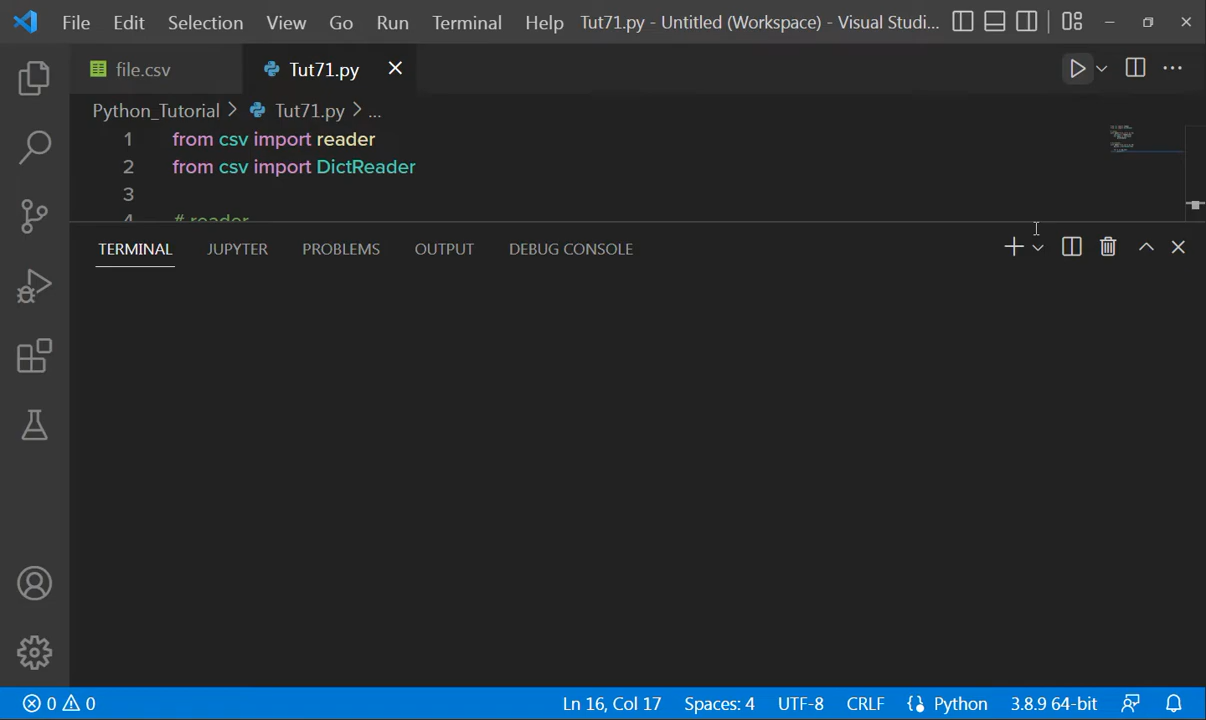 File Edit Selection View Go Run Terminal Help Tut71.py - Untitled (Workspace) - Visual Studi...
file.csv Tut71.py
Python_Tutorial > Tut71.py > ...
1 from csv import reader
2 from csv import DictReader
3
4 # reader
TERMINAL JUPYTER PROBLEMS OUTPUT DEBUG CONSOLE
0 0 Ln 16, Col 17 Spaces: 4 UTF-8 CRLF Python 3.8.9 64-bit